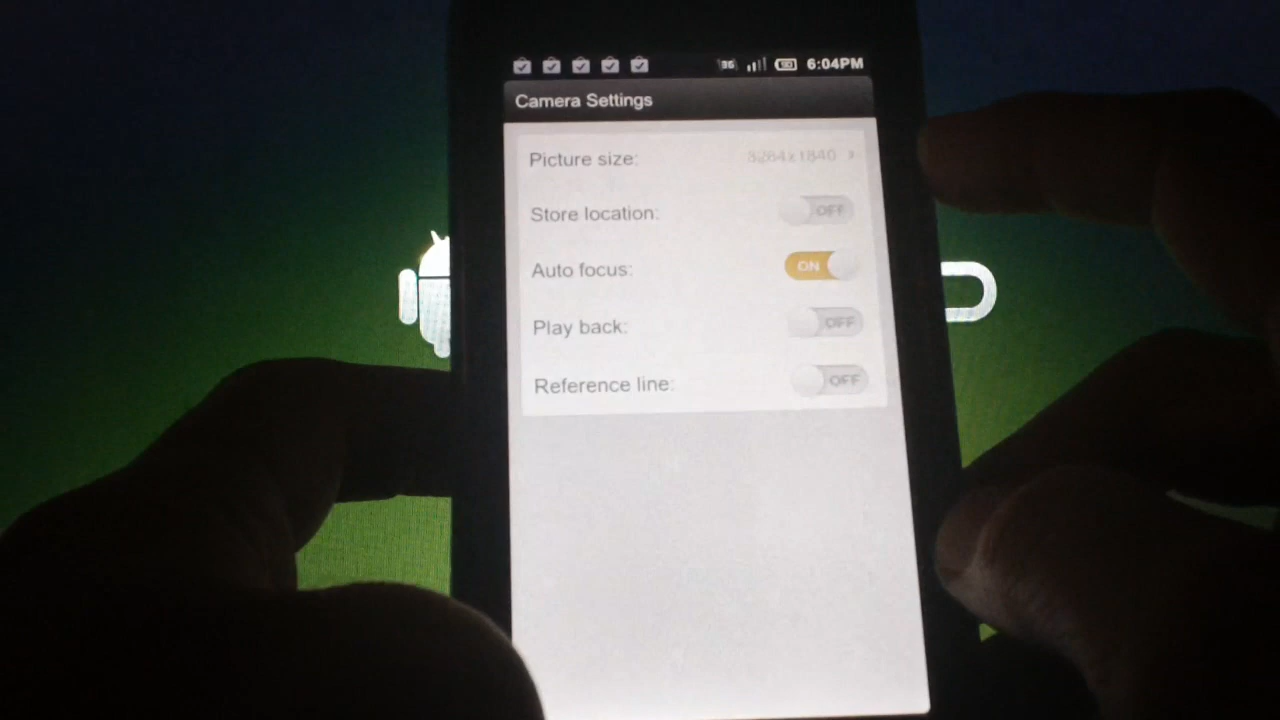 3G 6:04PM
Camera Settings
Picture size: 3264x1840
Store location: OFF
Auto focus: ON
Play back: OFF
Reference line: OFF